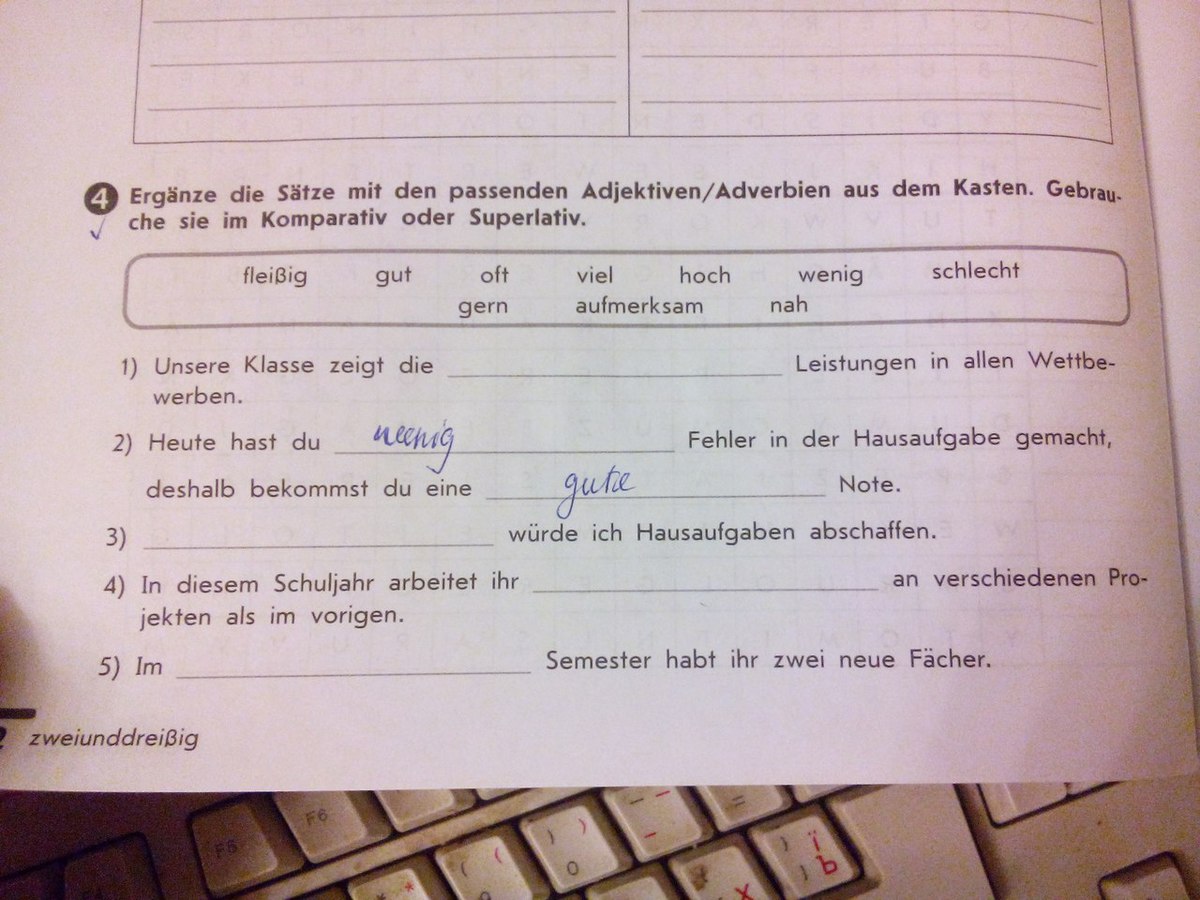 4 Ergänze die Sätze mit den passenden Adjektiven/Adverbien aus dem Kasten. Gebrau-
che sie im Komparativ oder Superlativ.
fleißig gut oft viel hoch wenig schlecht
gern aufmerksam nah
1) Unsere Klasse zeigt die Leistungen in allen Wettbe-
werben.
2) Heute hast du weenig Fehler in der Hausaufgabe gemacht,
deshalb bekommst du eine gute Note.
3) würde ich Hausaufgaben abschaffen.
4) In diesem Schuljahr arbeitet ihr an verschiedenen Pro-
jekten als im vorigen.
5) Im Semester habt ihr zwei neue Fächer.
zweiunddreißig
F6
F5
=
) ) 0
( (
* *
) Ї Ъ
Х